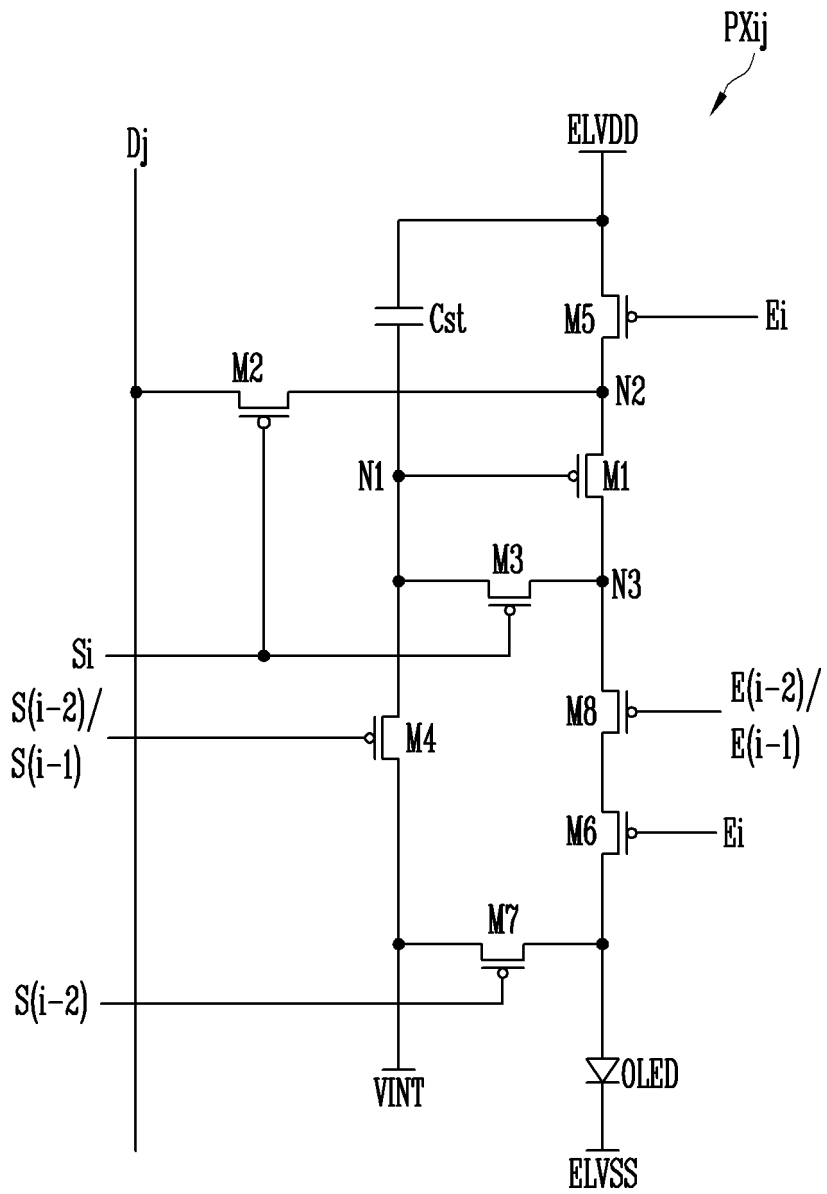 PXij
ELVDD
Dj
Cst
M5
Ei
M2
N2
N1
M1
M3
N3
Si
S(i-2)/
S(i-1)
M4
M8
E(i-2)/
E(i-1)
M6
Ei
M7
S(i-2)
VINT
OLED
ELVSS